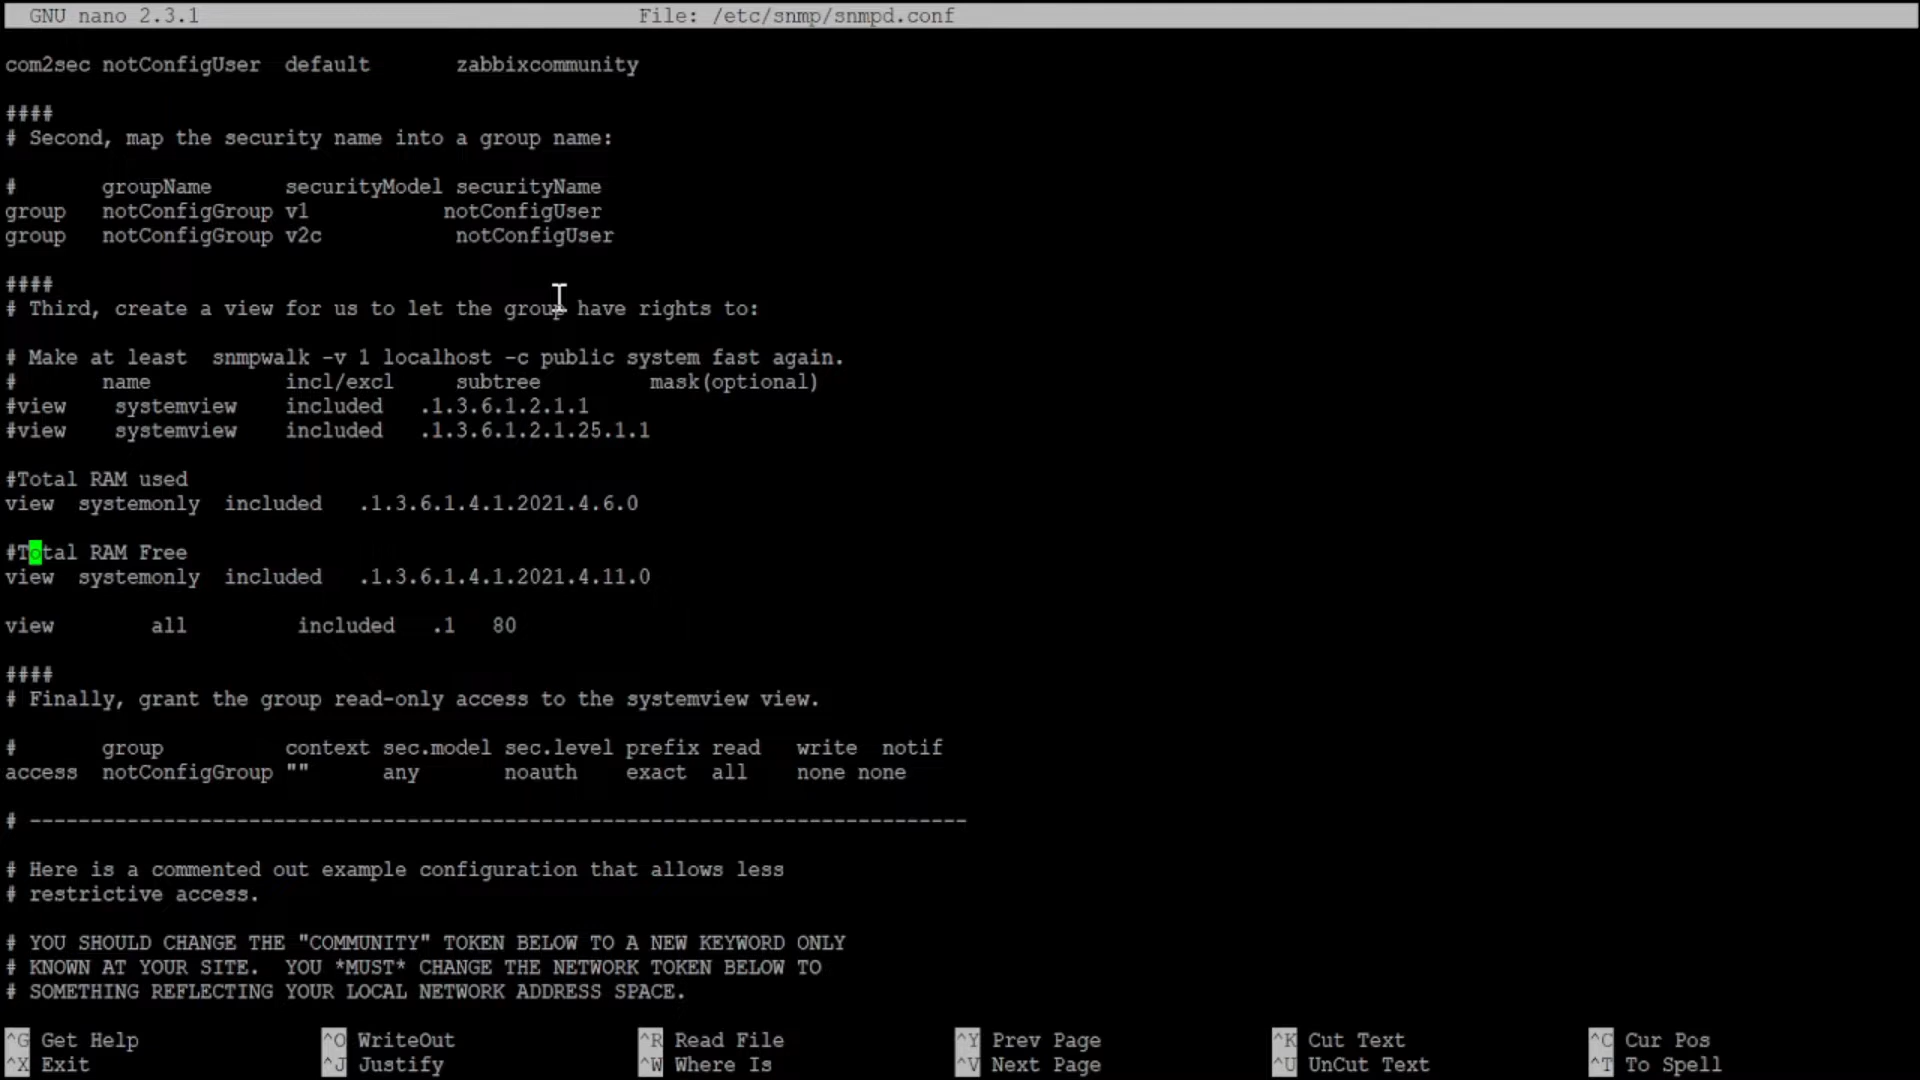 GNU nano 2.3.1 File: /etc/snmp/snmpd.conf
com2sec notConfigUser default zabbixcommunity
####
# Second, map the security name into a group name:
# groupName securityModel securityName
group notConfigGroup v1 notConfigUser
group notConfigGroup v2c notConfigUser
####
# Third, create a view for us to let the group have rights to:
# Make at least snmpwalk -v 1 localhost -c public system fast again.
# name incl/excl subtree mask(optional)
#view systemview included .1.3.6.1.2.1.1
#view systemview included .1.3.6.1.2.1.25.1.1
#Total RAM used
view systemonly included .1.3.6.1.4.1.2021.4.6.0
#Total RAM Free
view systemonly included .1.3.6.1.4.1.2021.4.11.0
view all included .1 80
####
# Finally, grant the group read-only access to the systemview view.
# group context sec.model sec.level prefix read write notif
access notConfigGroup "" any noauth exact all none none
# -----------------------------------------------------------------------------
# Here is a commented out example configuration that allows less
# restrictive access.
# YOU SHOULD CHANGE THE "COMMUNITY" TOKEN BELOW TO A NEW KEYWORD ONLY
# KNOWN AT YOUR SITE. YOU *MUST* CHANGE THE NETWORK TOKEN BELOW TO
# SOMETHING REFLECTING YOUR LOCAL NETWORK ADDRESS SPACE.
^G Get Help ^O WriteOut ^R Read File ^Y Prev Page ^K Cut Text ^C Cur Pos
^X Exit ^J Justify ^W Where Is ^V Next Page ^U UnCut Text ^T To Spell